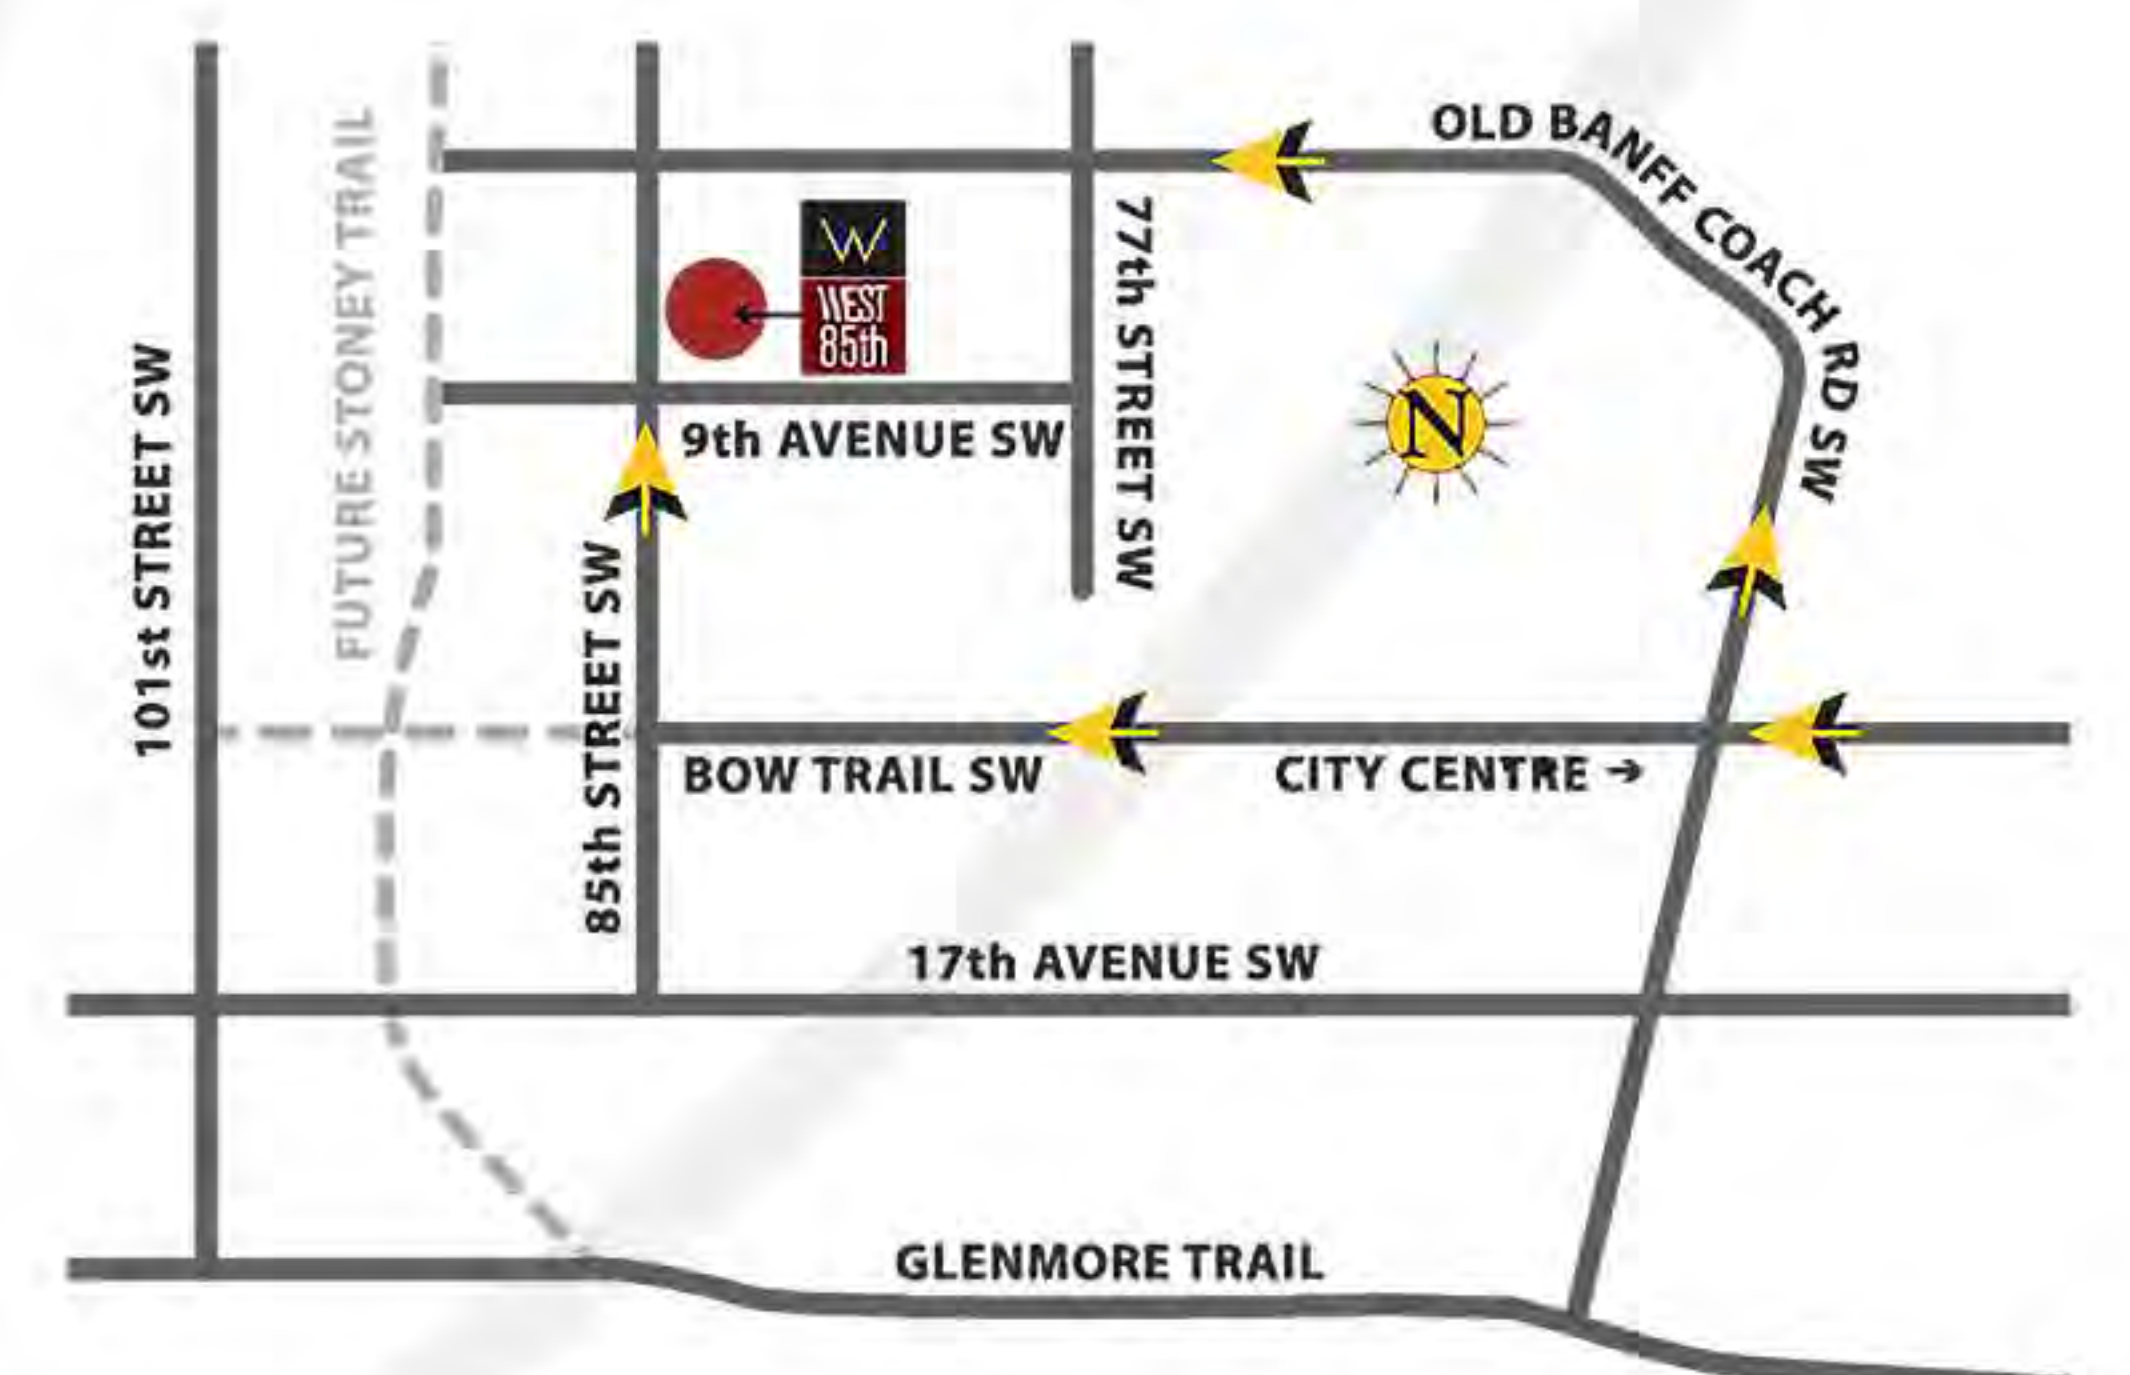 OLD BANFF COACH RD SW
FUTURE STONEY TRAIL
W
WEST
85th
77th STREET SW
101st STREET SW
N
9th AVENUE SW
85th STREET SW
BOW TRAIL SW
CITY CENTRE →
17th AVENUE SW
GLENMORE TRAIL